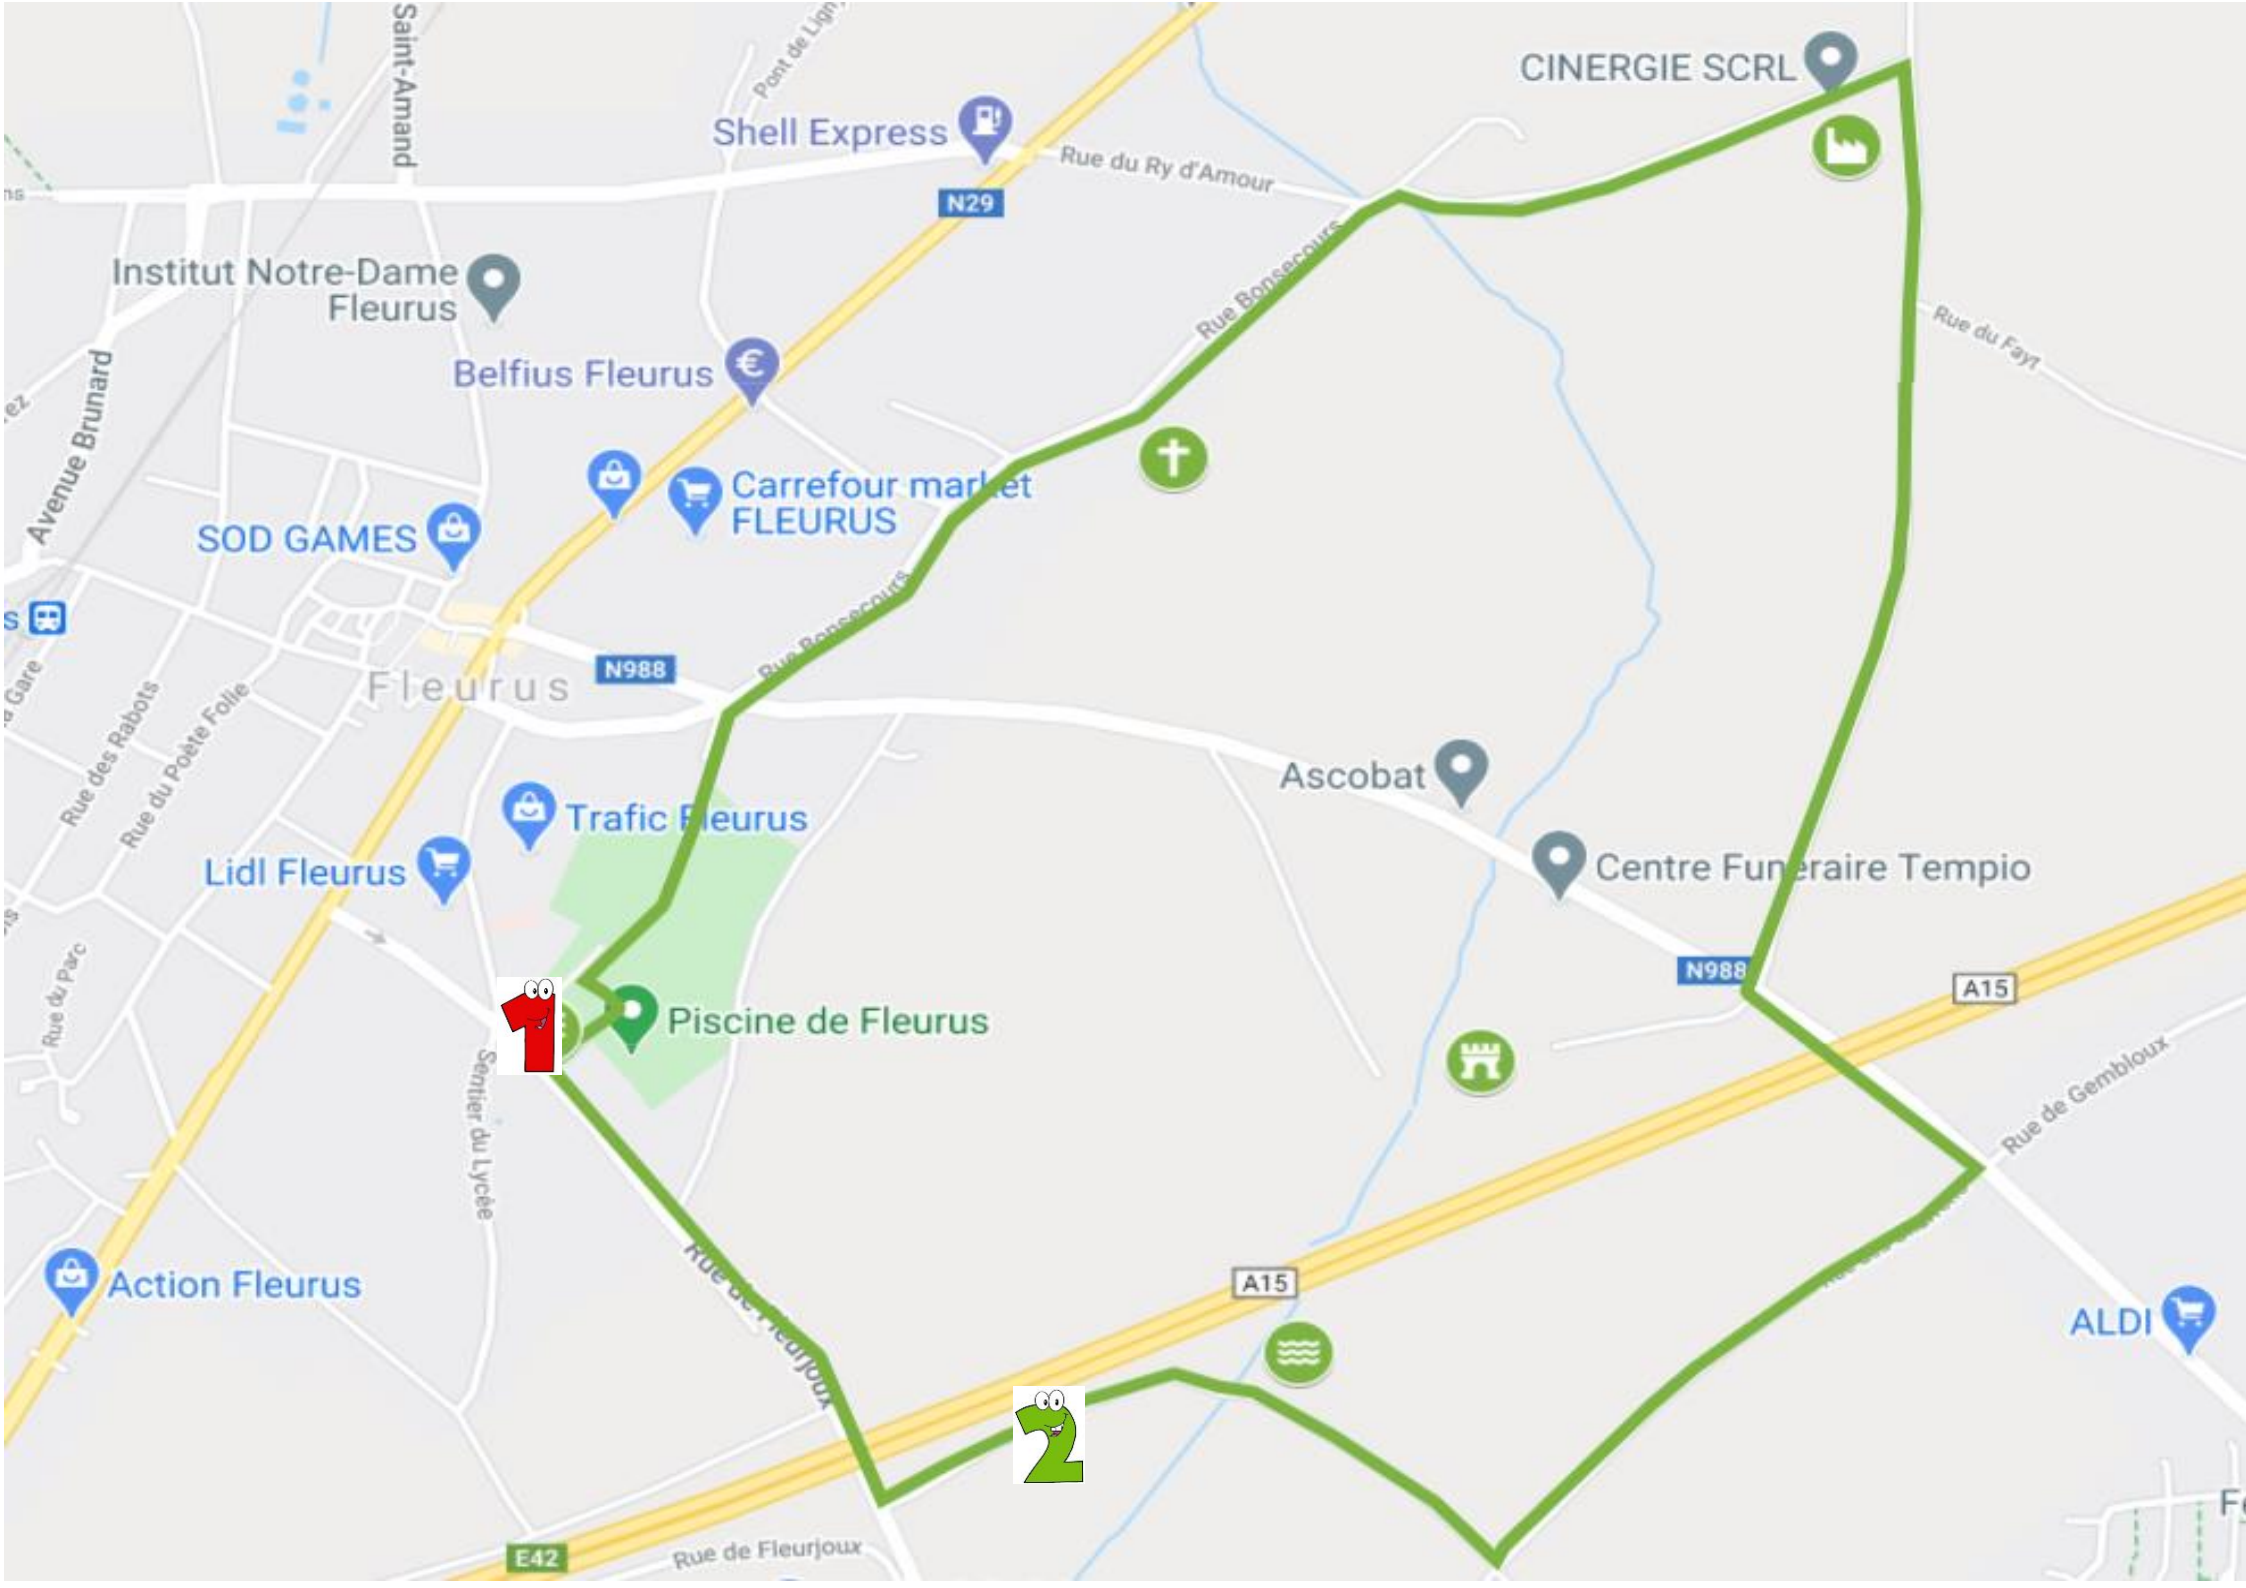 Saint-Amand
Pont de Ligny
CINERGIE SCRL
Shell Express
Rue du Ry d'Amour
N29
Institut Notre-Dame
Fleurus
Rue Bonsecours
Rue du Fayt
Belfius Fleurus
Avenue Brunard
Carrefour market
FLEURUS
SOD GAMES
Rue Bonsecours
N988
Fleurus
Rue des Rabots
Rue du Poète Folie
Ascobat
Trafic Fleurus
Centre Funéraire Tempio
Lidl Fleurus
N988
A15
Rue du Parc
1
Piscine de Fleurus
Sentier du Lycée
Rue de Gembloux
Rue de Fleurjoux
A15
Action Fleurus
ALDI
2
E42
Rue de Fleurjoux